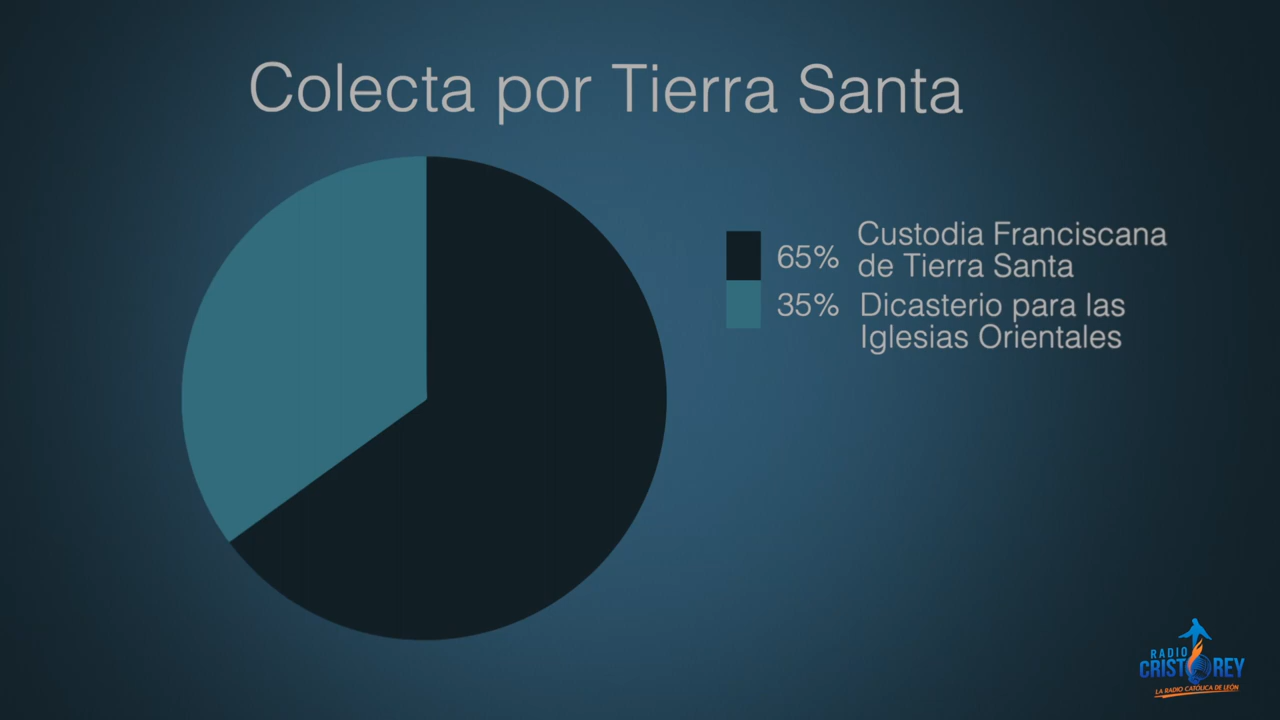 Colecta por Tierra Santa
65% Custodia Franciscana
de Tierra Santa
35% Dicasterio para las
Iglesias Orientales
RADIO
CRISTO REY
LA RADIO CATÓLICA DE LEÓN